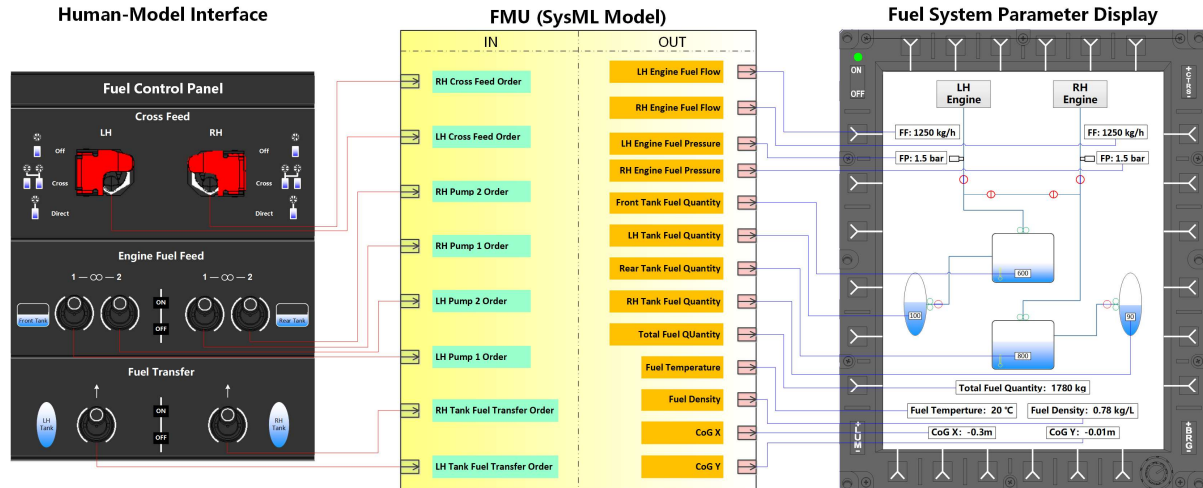 Human-Model Interface
Fuel Control Panel
Cross Feed
LH
RH
Off
Cross
Direct
Off
Cross
Direct
Engine Fuel Feed
1
2
1
2
ON
OFF
Front Tank
Rear Tank
Fuel Transfer
ON
OFF
LH
Tank
RH
Tank
FMU (SysML Model)
IN
OUT
RH Cross Feed Order
LH Cross Feed Order
RH Pump 2 Order
RH Pump 1 Order
LH Pump 2 Order
LH Pump 1 Order
RH Tank Fuel Transfer Order
LH Tank Fuel Transfer Order
LH Engine Fuel Flow
RH Engine Fuel Flow
LH Engine Fuel Pressure
RH Engine Fuel Pressure
Front Tank Fuel Quantity
LH Tank Fuel Quantity
Rear Tank Fuel Quantity
RH Tank Fuel Quantity
Total Fuel QUantity
Fuel Temperature
Fuel Density
CoG X
CoG Y
Fuel System Parameter Display
ON
OFF
+CTRS-
LH
Engine
RH
Engine
FF: 1250 kg/h
FF: 1250 kg/h
FP: 1.5 bar
FP: 1.5 bar
600
100
90
800
Total Fuel Quantity: 1780 kg
Fuel Temperture: 20 ℃
Fuel Density: 0.78 kg/L
CoG X: -0.3m
CoG Y: -0.01m
+LUM-
+BRG-